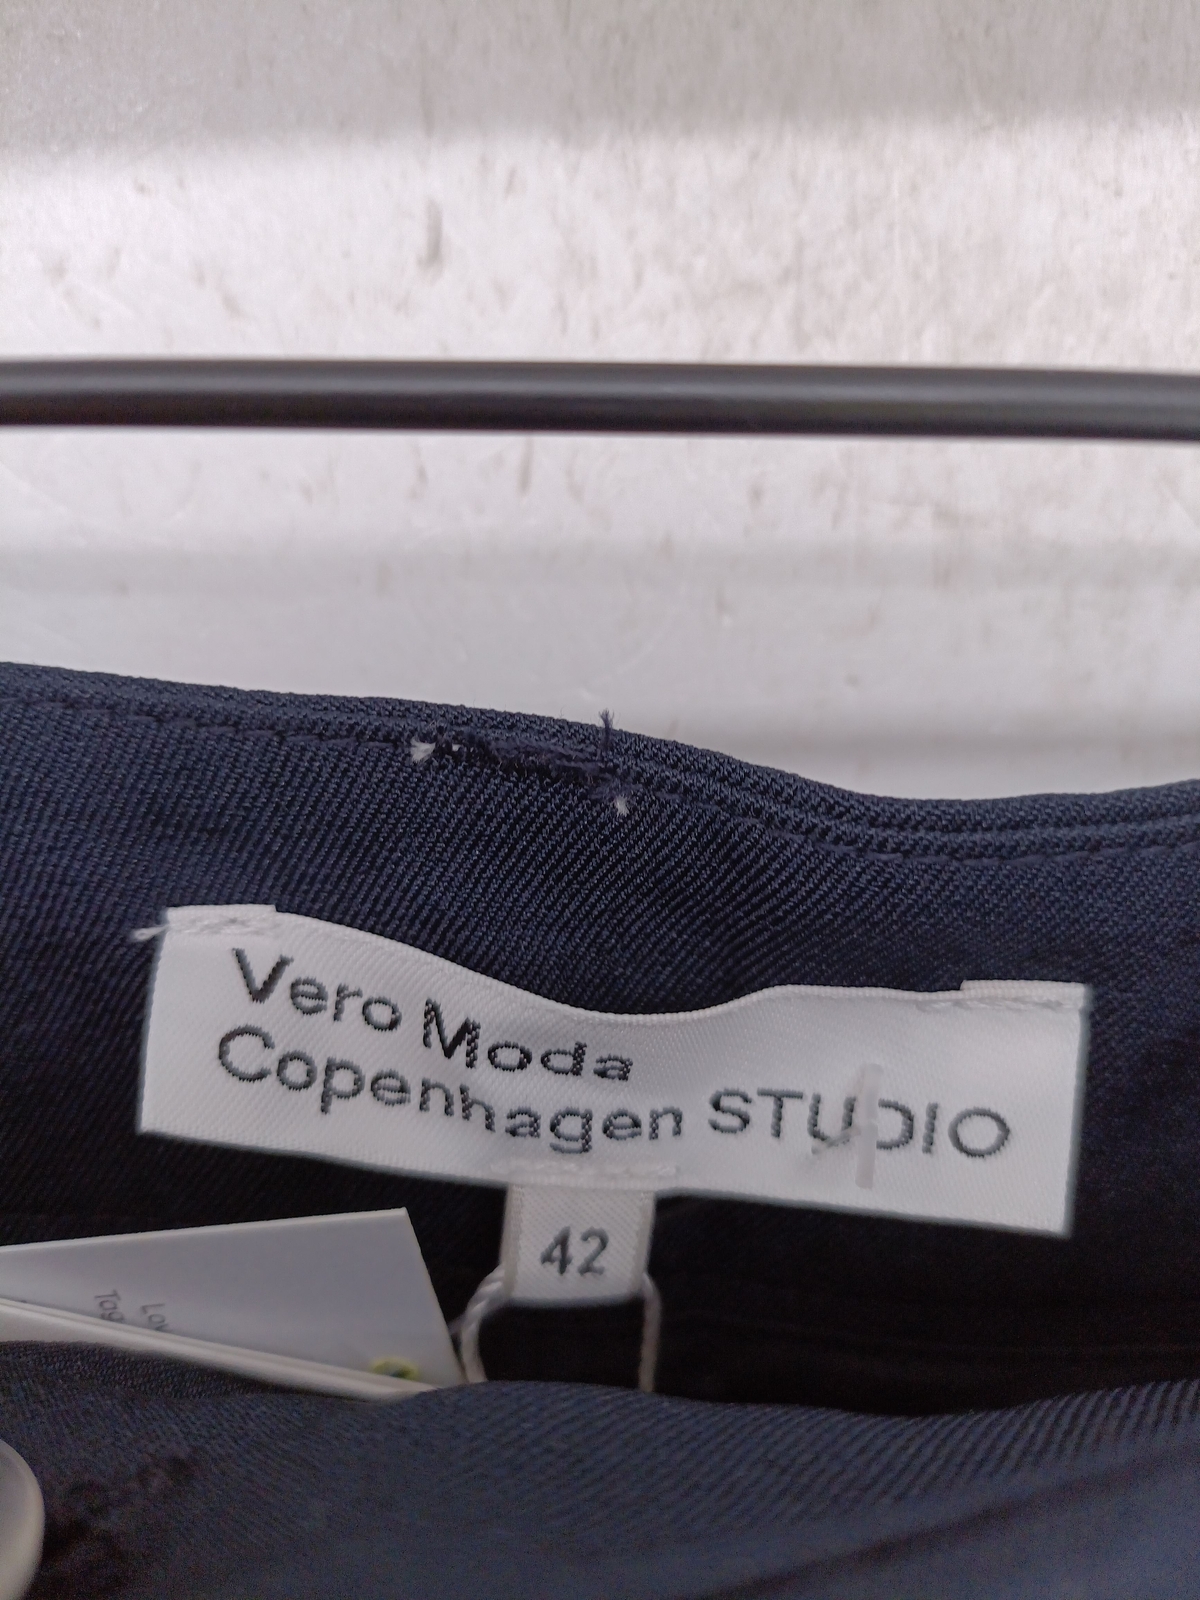 Vero Moda
Copenhagen STUDIO
42